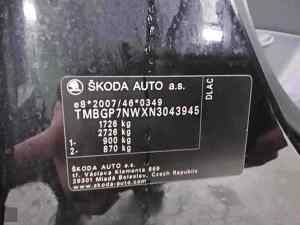 ŠKODA AUTO a.s.
e8*2007/46*0349
TMBGP7NWXN3043945
1726 kg
2726 kg
1- 900 kg
2- 870 kg
DLAC
ŠKODA AUTO a.s.
tř. Václava Klementa 869
29301 Mladá Boleslav, Czech Republic
www.skoda-auto.com